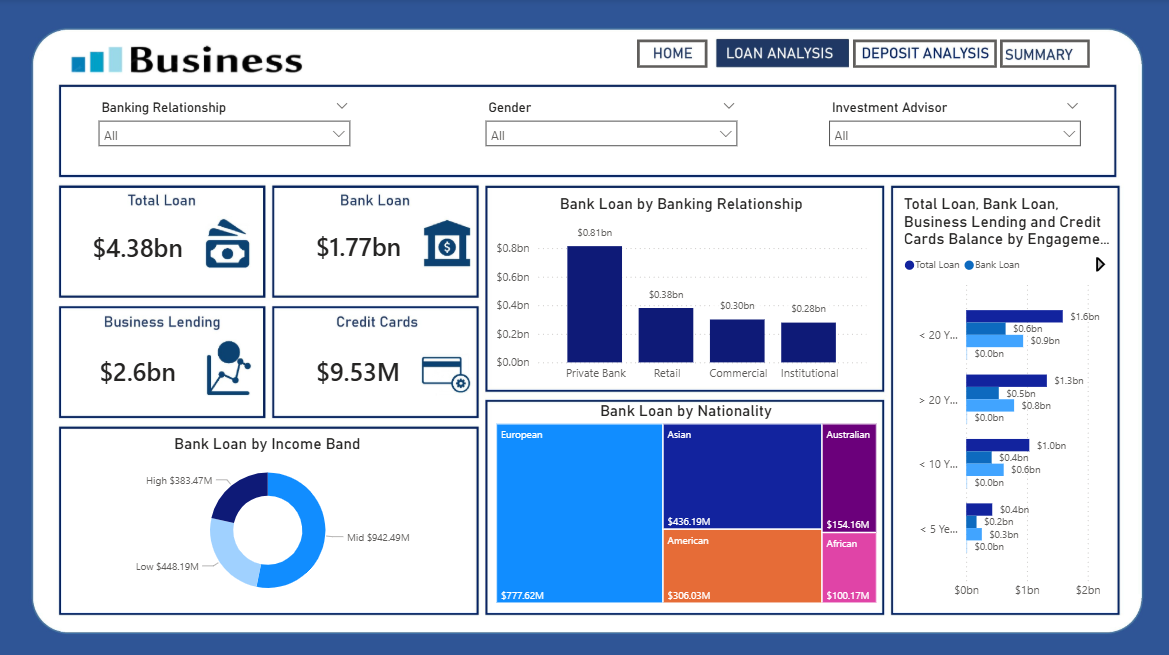 Business
HOME
LOAN ANALYSIS
DEPOSIT ANALYSIS
SUMMARY
Banking Relationship
All
Gender
All
Investment Advisor
All
Total Loan
$4.38bn
Bank Loan
$1.77bn
Business Lending
$2.6bn
Credit Cards
$9.53M
Bank Loan by Income Band
High $383.47M
Mid $942.49M
Low $448.19M
Bank Loan by Banking Relationship
$0.8bn
$0.6bn
$0.4bn
$0.2bn
$0.0bn
$0.81bn
$0.38bn
$0.30bn
$0.28bn
Private Bank
Retail
Commercial
Institutional
$
Bank Loan by Nationality
European
$777.62M
Asian
$436.19M
American
$306.03M
Australian
$154.16M
African
$100.17M
Total Loan, Bank Loan,
Business Lending and Credit
Cards Balance by Engageme...
Total Loan
Bank Loan
< 20 Y...
$1.6bn
$0.6bn
$0.9bn
$0.0bn
> 20 Y...
$1.3bn
$0.5bn
$0.8bn
$0.0bn
< 10 Y...
$1.0bn
$0.4bn
$0.6bn
$0.0bn
< 5 Ye...
$0.4bn
$0.2bn
$0.3bn
$0.0bn
$0bn
$1bn
$2bn